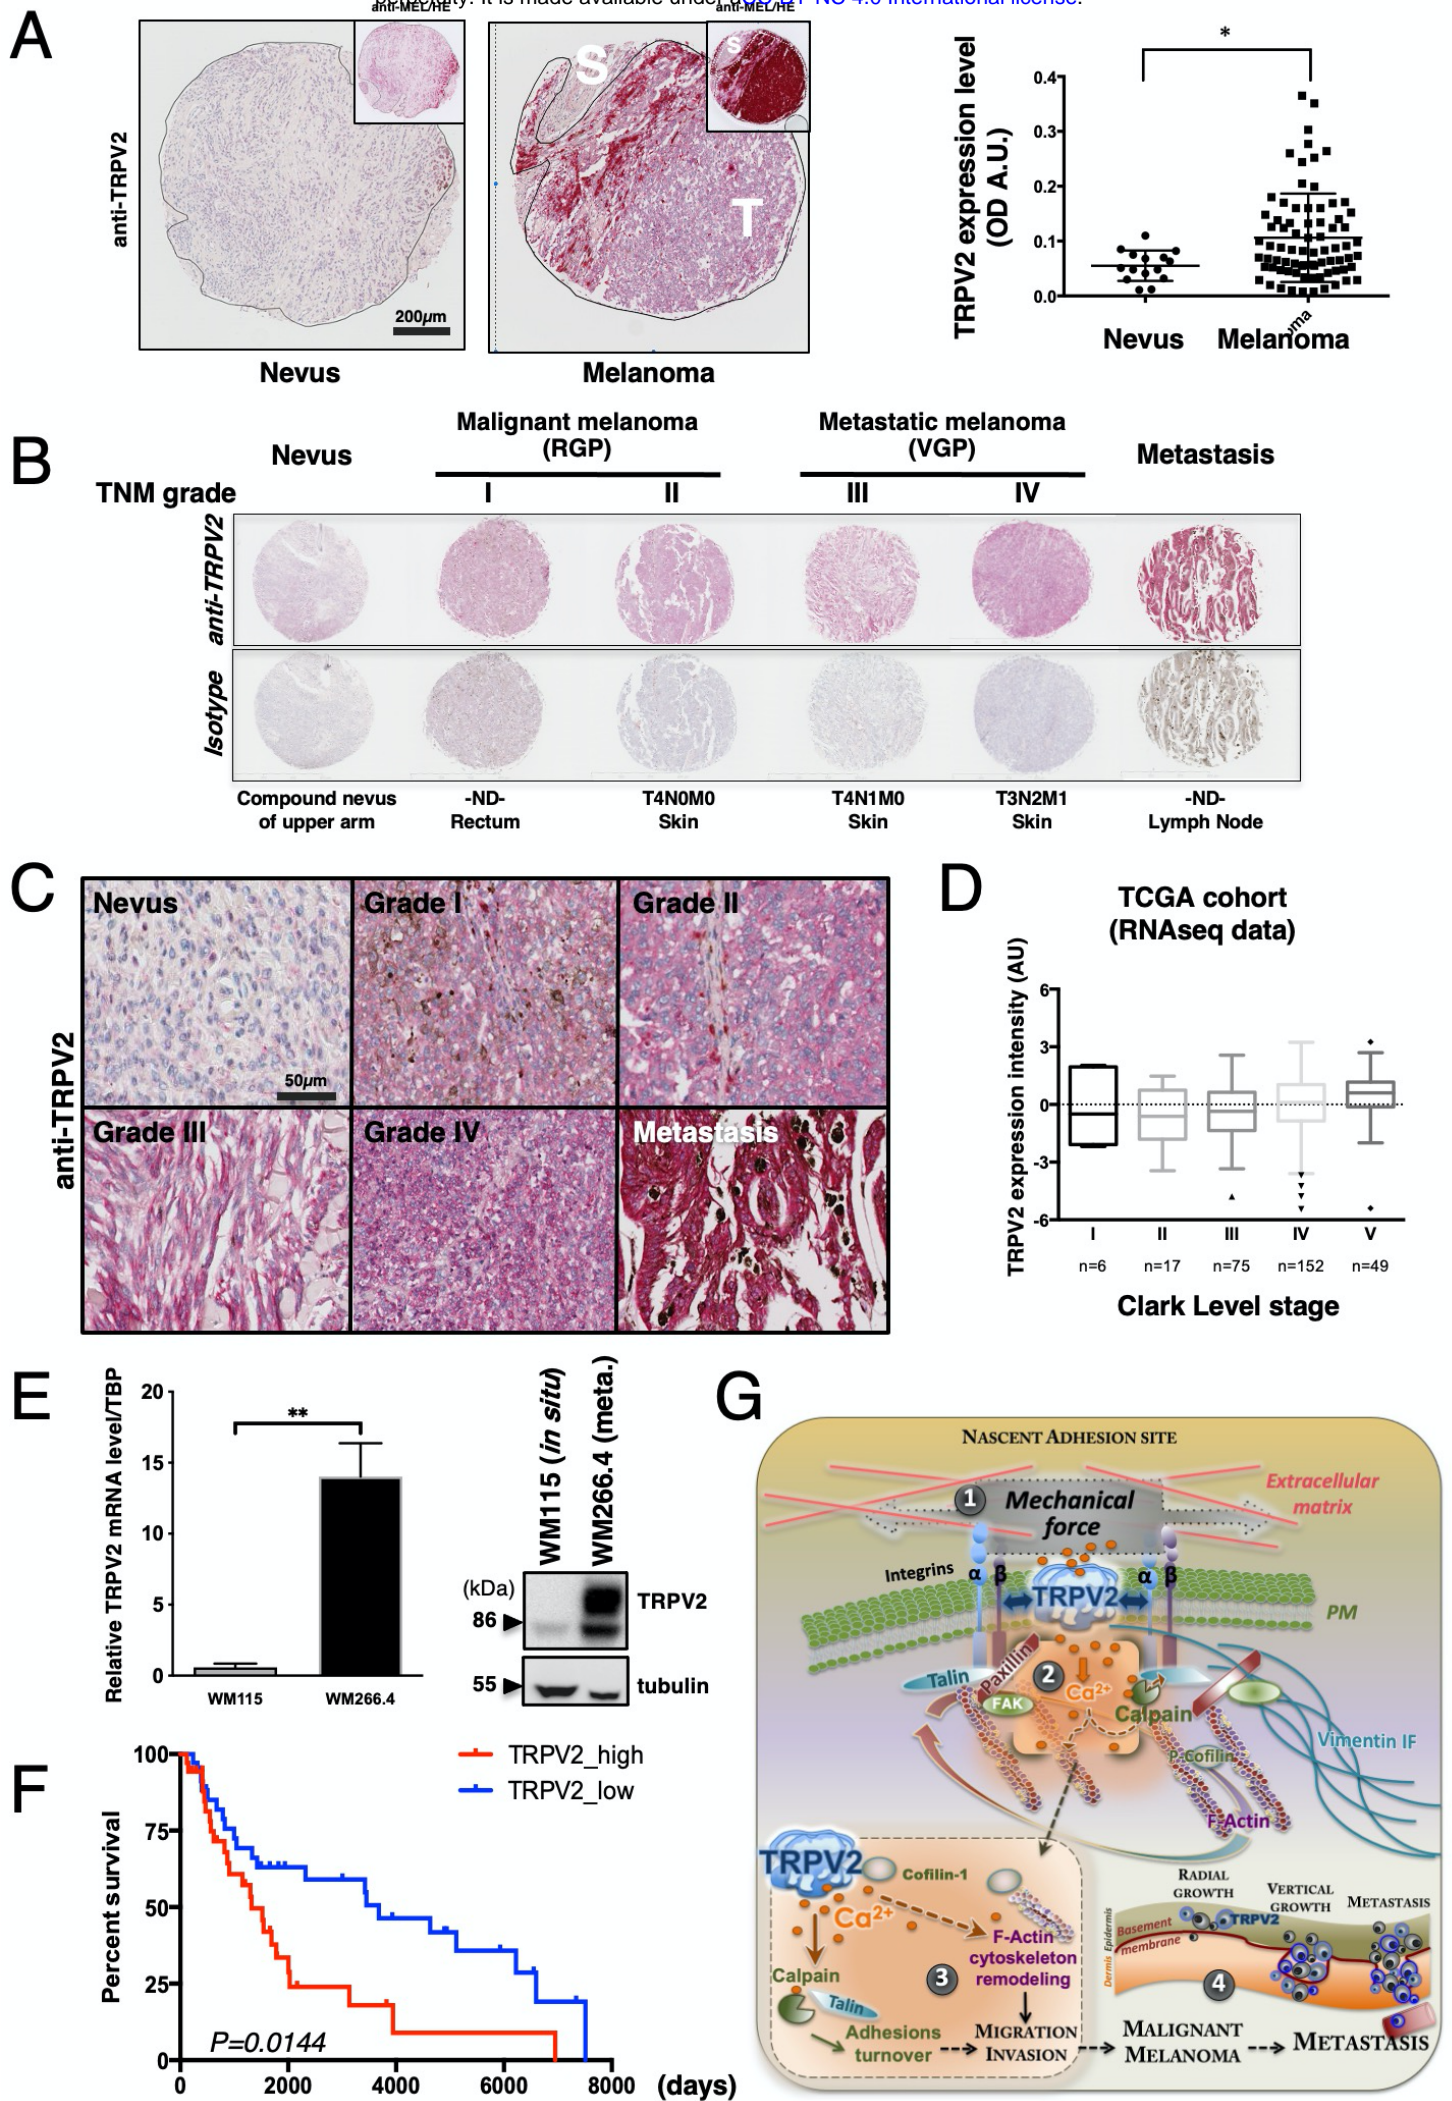 anti-MEL/HE
anti-MEL/HE
A
anti-TRPV2
S
S
T
200µm
Nevus
Melanoma
TRPV2 expression level
(OD A.U.)
*
0.4
0.3
0.2
0.1
0.0
Nevus
Melanoma
oma
B
Nevus
Malignant melanoma
(RGP)
Metastatic melanoma
(VGP)
Metastasis
TNM grade
I
II
III
IV
anti-TRPV2
Isotype
Compound nevus
of upper arm
-ND-
Rectum
T4N0M0
Skin
T4N1M0
Skin
T3N2M1
Skin
-ND-
Lymph Node
C
anti-TRPV2
Nevus
Grade I
Grade II
50µm
Grade III
Grade IV
Metastasis
D
TCGA cohort
(RNAseq data)
TRPV2 expression intensity (AU)
6
3
0
-3
-6
I II III IV V
n=6 n=17 n=75 n=152 n=49
Clark Level stage
E
Relative TRPV2 mRNA level/TBP
20
15
10
5
0
**
WM115
WM266.4
WM115 (in situ)
WM266.4 (meta.)
(kDa)
86
TRPV2
55
tubulin
F
Percent survival
100
75
50
25
0
TRPV2_high
TRPV2_low
P=0.0144
0 2000 4000 6000 8000 (days)
G
NASCENT ADHESION SITE
1
Mechanical
force
Extracellular
matrix
Integrins
α β
TRPV2
α β
PM
Talin
Paxillin
FAK
2
Ca2+
Calpain
P-Cofilin
F-Actin
Vimentin IF
TRPV2
Cofilin-1
Ca2+
F-Actin
cytoskeleton
remodeling
Calpain
Talin
3
Adhesions
turnover
MIGRATION
INVASION
RADIAL
GROWTH
VERTICAL
GROWTH
METASTASIS
TRPV2
Epidermis
Dermis
Basement
membrane
4
MALIGNANT
MELANOMA
METASTASIS